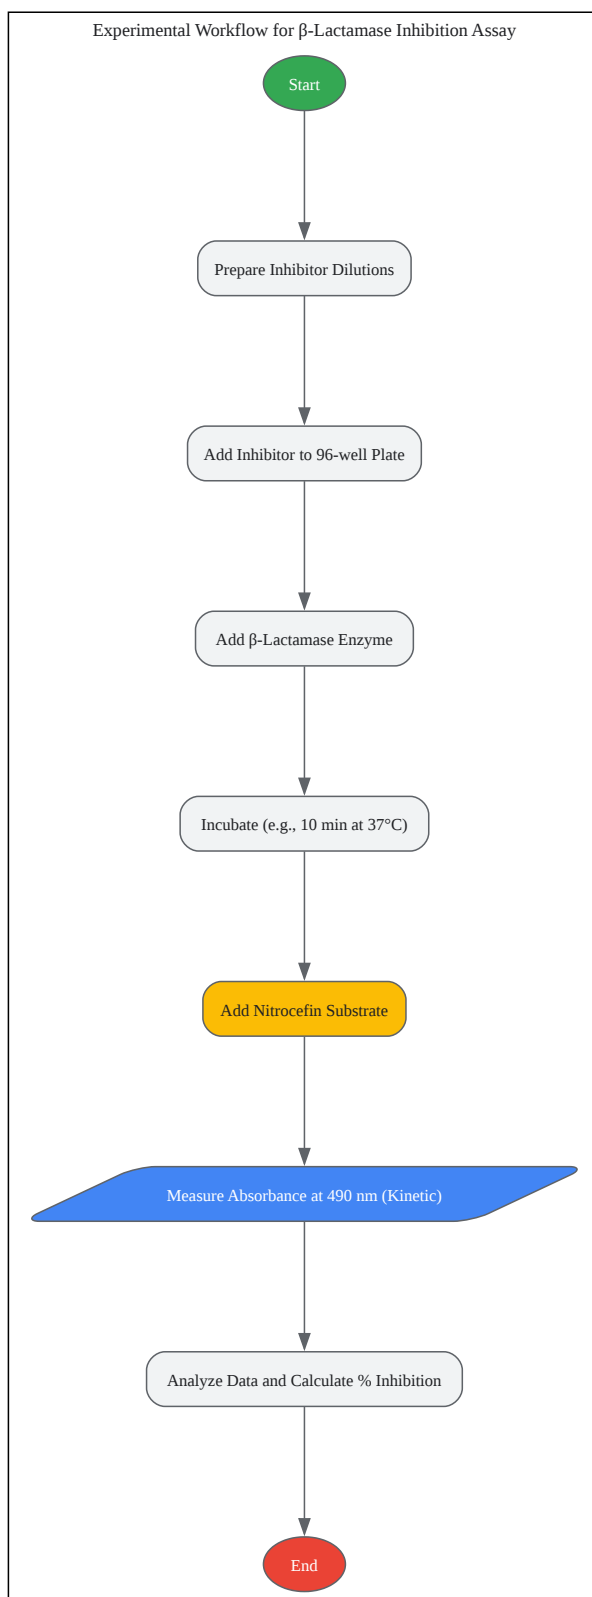 Experimental Workflow for β-Lactamase Inhibition Assay
Start
Prepare Inhibitor Dilutions
Add Inhibitor to 96-well Plate
Add β-Lactamase Enzyme
Incubate (e.g., 10 min at 37°C)
Add Nitrocefin Substrate
Measure Absorbance at 490 nm (Kinetic)
Analyze Data and Calculate % Inhibition
End